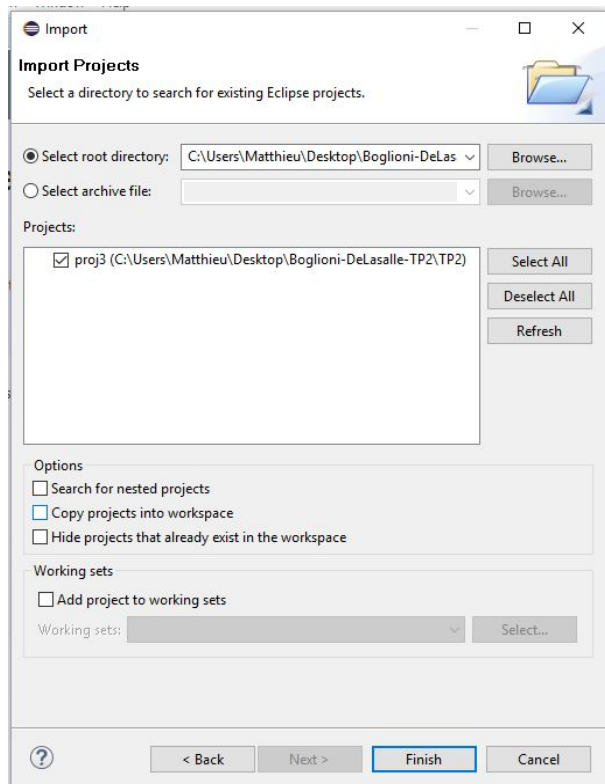 Window Help
Import
Import Projects
Select a directory to search for existing Eclipse projects.
Select root directory: C:\Users\Matthieu\Desktop\Boglioni-DeLas Browse...
Select archive file: Browse...
Projects:
proj3 (C:\Users\Matthieu\Desktop\Boglioni-DeLasalle-TP2\TP2) Select All
Deselect All
Refresh
Options
Search for nested projects
Copy projects into workspace
Hide projects that already exist in the workspace
Working sets
Add project to working sets
Working sets: Select...
? < Back Next > Finish Cancel